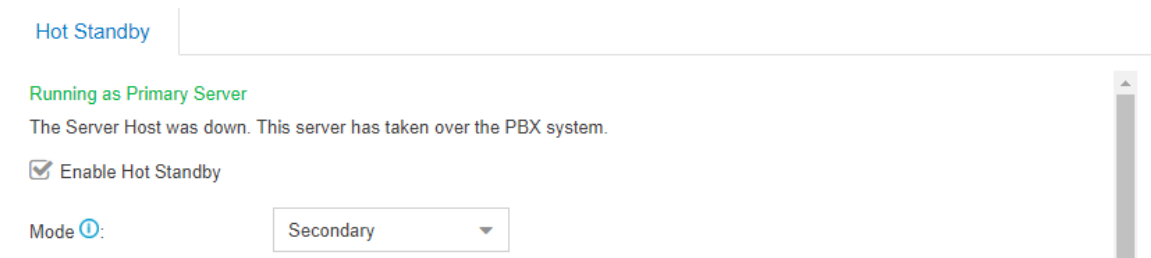 Hot Standby
Running as Primary Server
The Server Host was down. This server has taken over the PBX system.
Enable Hot Standby
Mode : Secondary